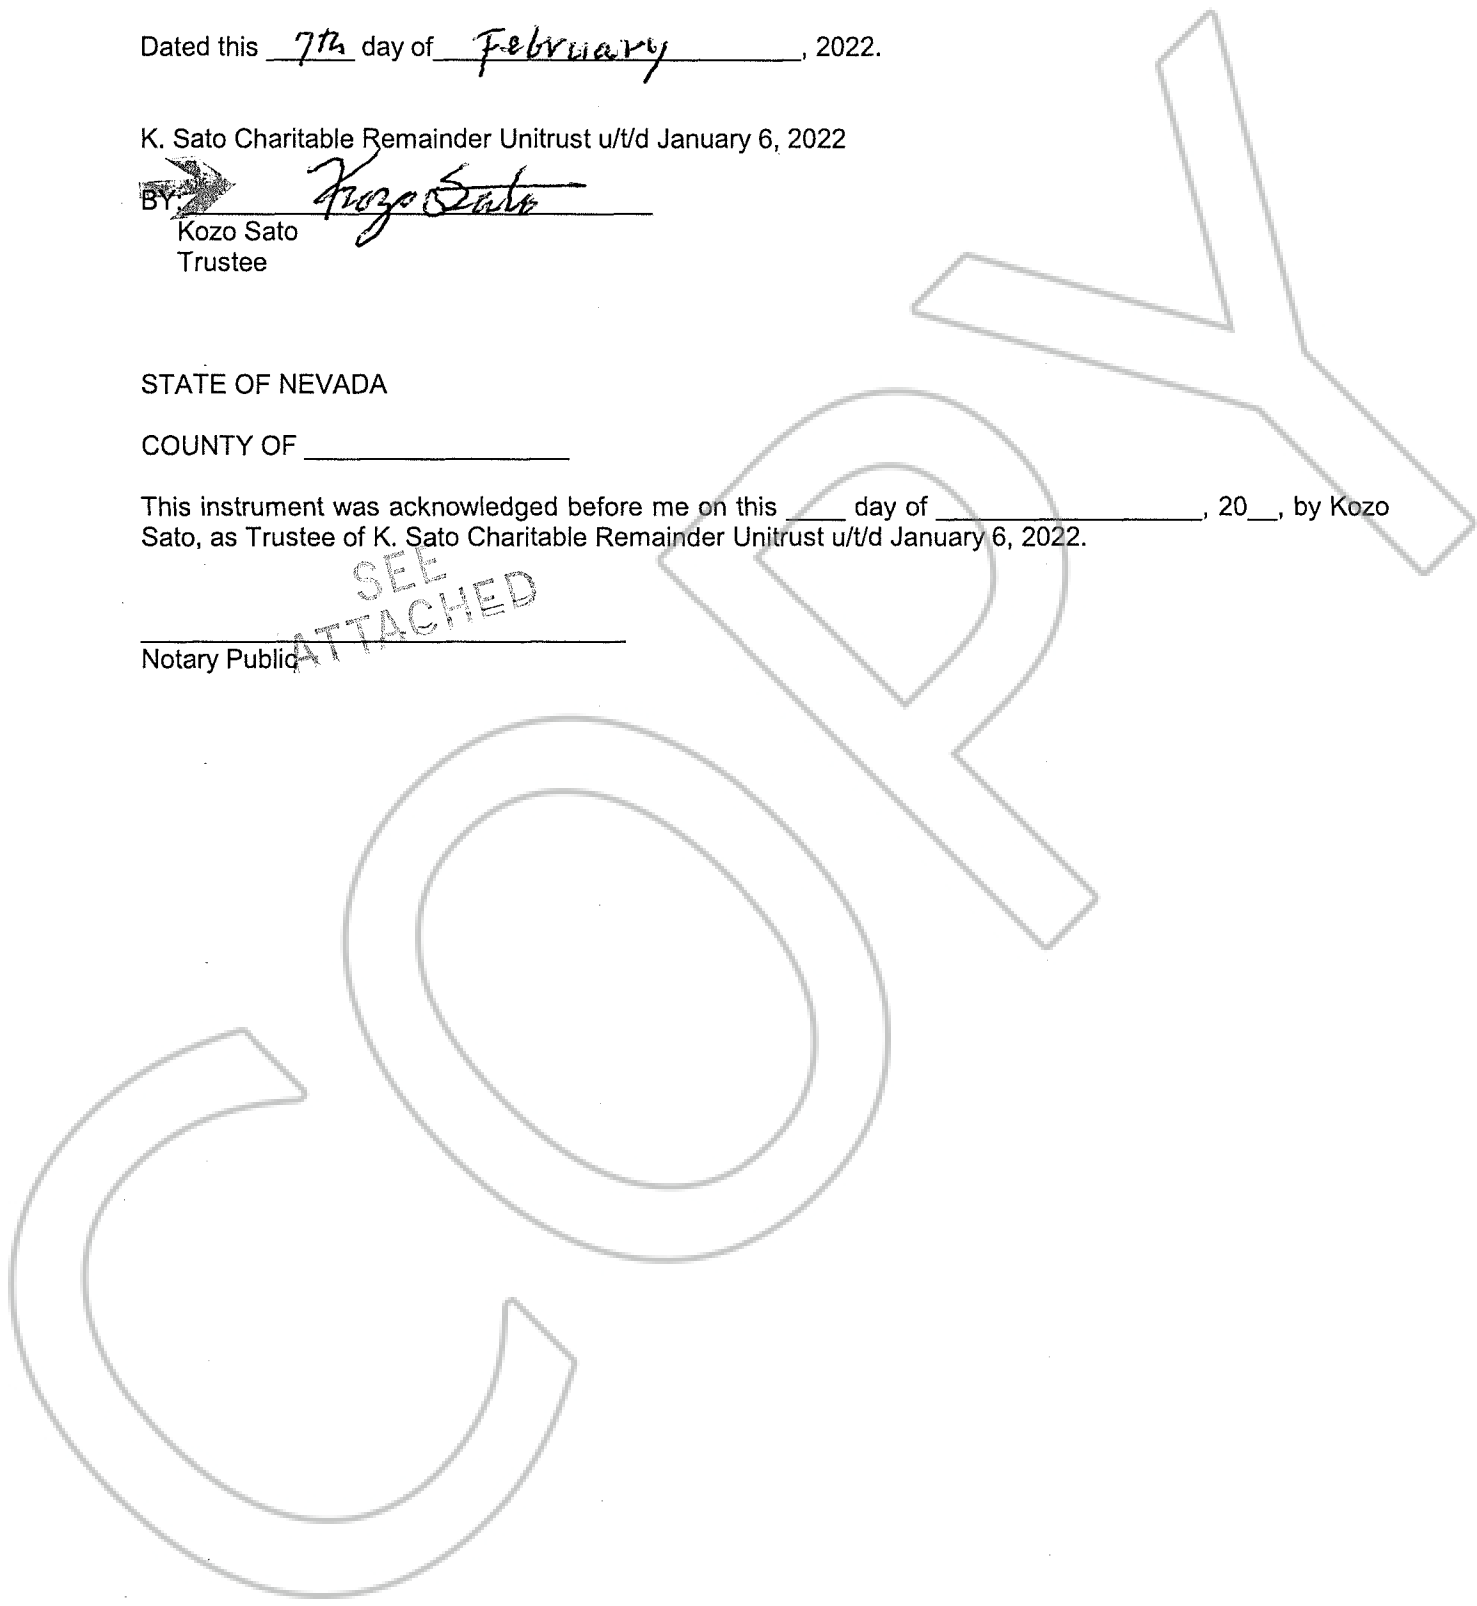 Dated this 7th day of February, 2022.
K. Sato Charitable Remainder Unitrust u/t/d January 6, 2022
BY: Kozo Sato
Kozo Sato
Trustee
STATE OF NEVADA
COUNTY OF ____________
This instrument was acknowledged before me on this ____ day of ____________, 20__, by Kozo
Sato, as Trustee of K. Sato Charitable Remainder Unitrust u/t/d January 6, 2022.
SEE
ATTACHED
Notary Public
COPY